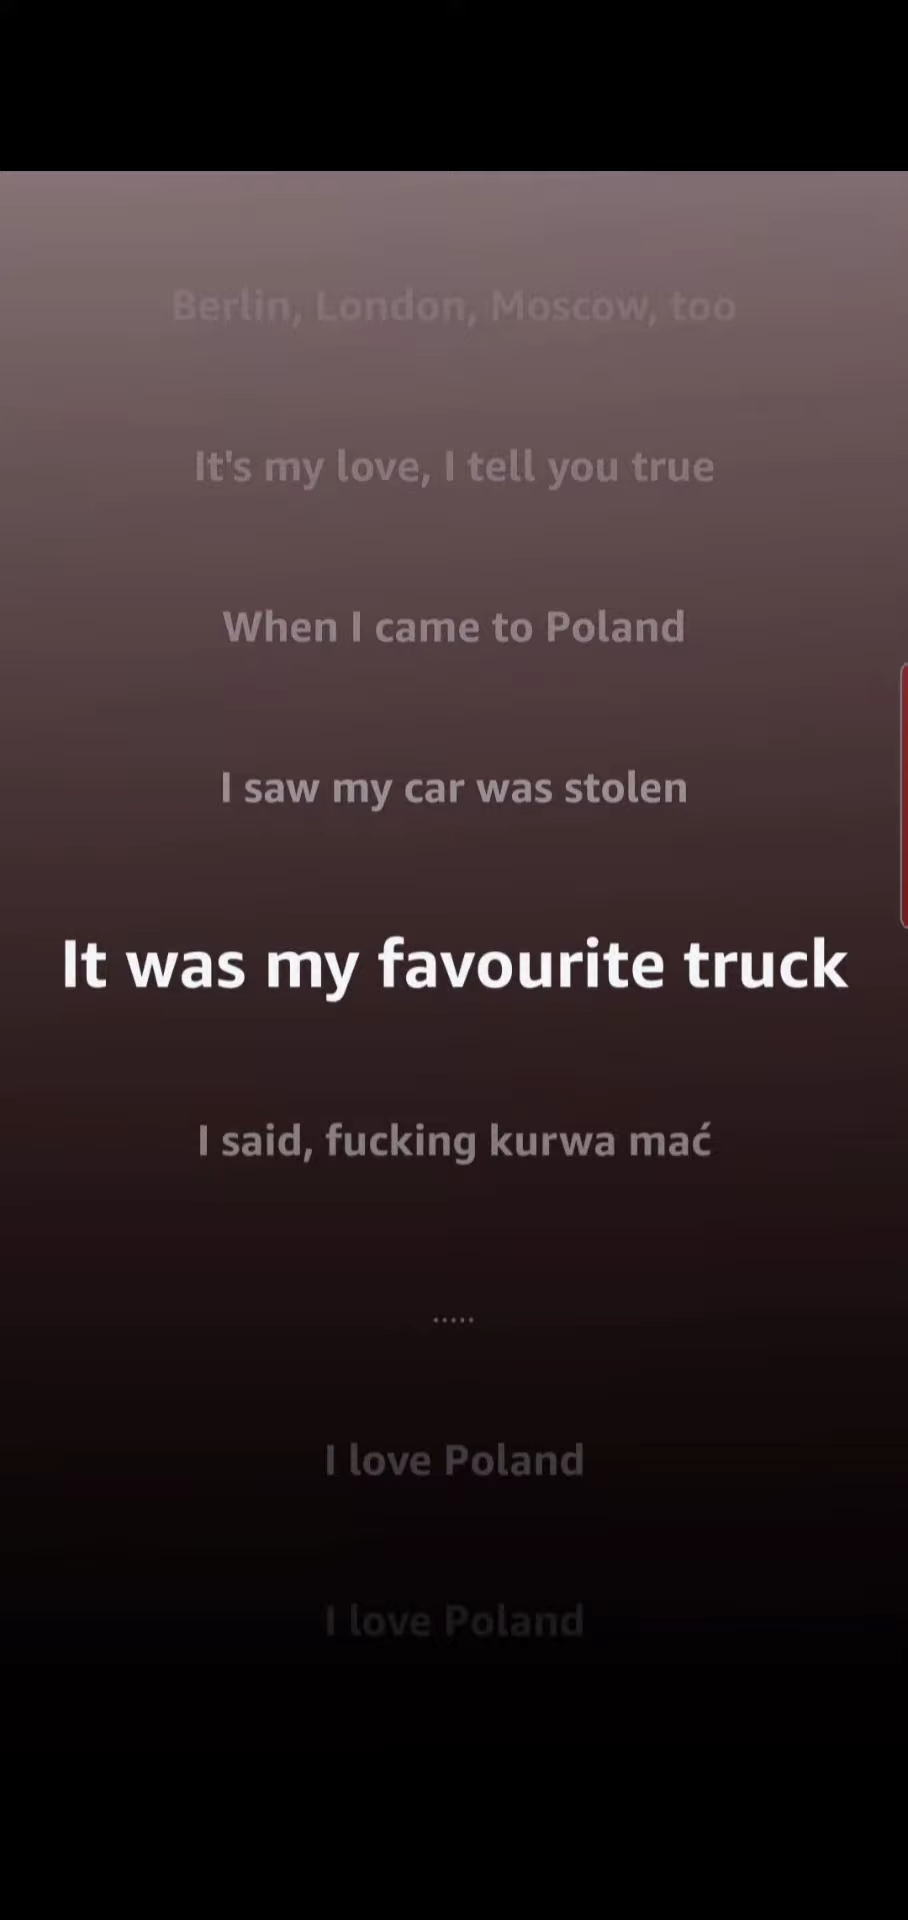 Berlin, London, Moscow, too
It's my love, I tell you true
When I came to Poland
I saw my car was stolen
It was my favourite truck
I said, fucking kurwa mać
.....
I love Poland
I love Poland